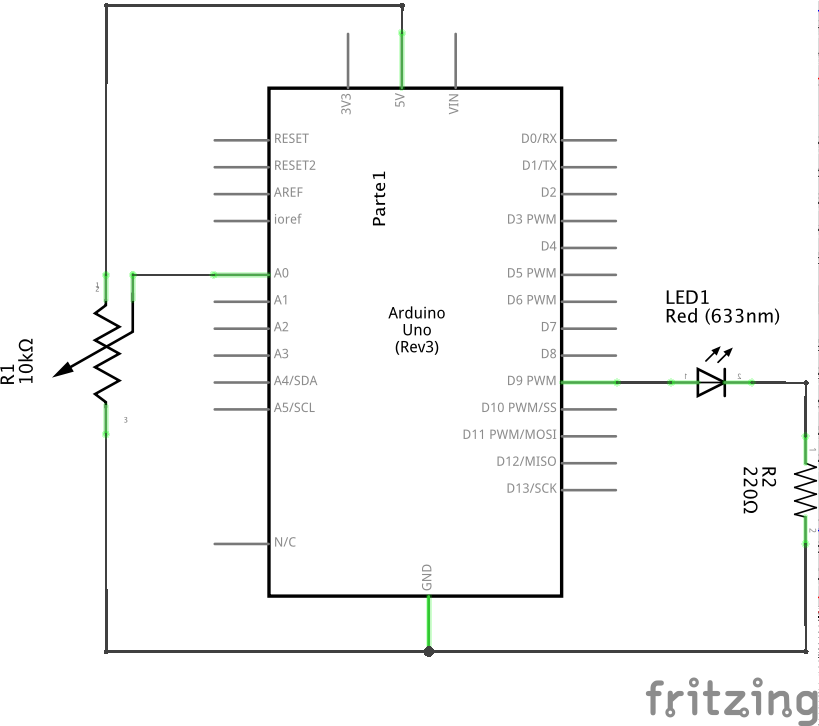 3V3
5V
VIN
RESET
RESET2
AREF
ioref
A0
A1
A2
A3
A4/SDA
A5/SCL
N/C
Parte1
Arduino
Uno
(Rev3)
D0/RX
D1/TX
D2
D3 PWM
D4
D5 PWM
D6 PWM
D7
D8
D9 PWM
D10 PWM/SS
D11 PWM/MOSI
D12/MISO
D13/SCK
GND
R1
10kΩ
3
LED1
Red (633nm)
1
2
R2
220Ω
1
2
fritzing